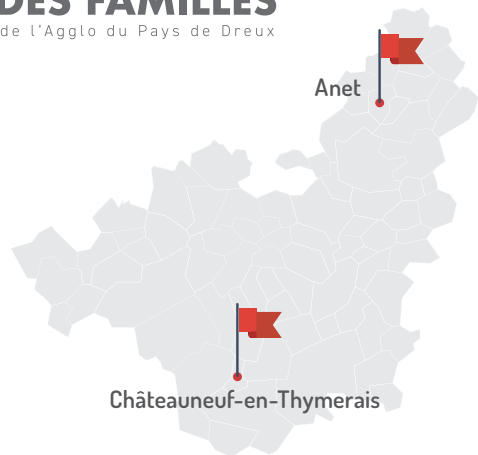 DES FAMILLES
de l'Agglo du Pays de Dreux
Anet
Châteauneuf-en-Thymerais